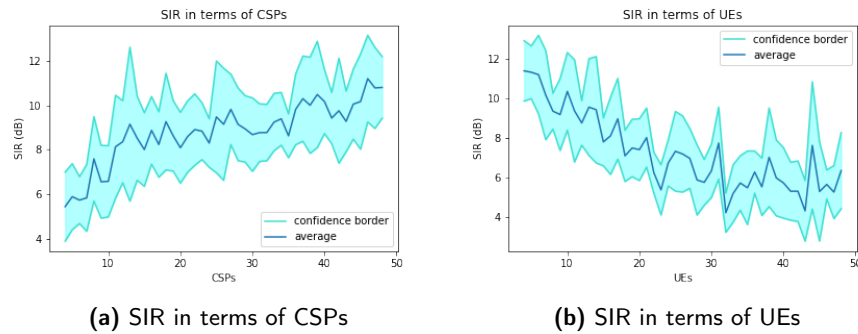 SIR in terms of CSPs
SIR (dB)
12
10
8
6
4
0
10
20
30
40
50
CSPs
confidence border
average
(a) SIR in terms of CSPs
SIR in terms of UEs
SIR (dB)
12
10
8
6
4
0
10
20
30
40
50
UEs
confidence border
average
(b) SIR in terms of UEs